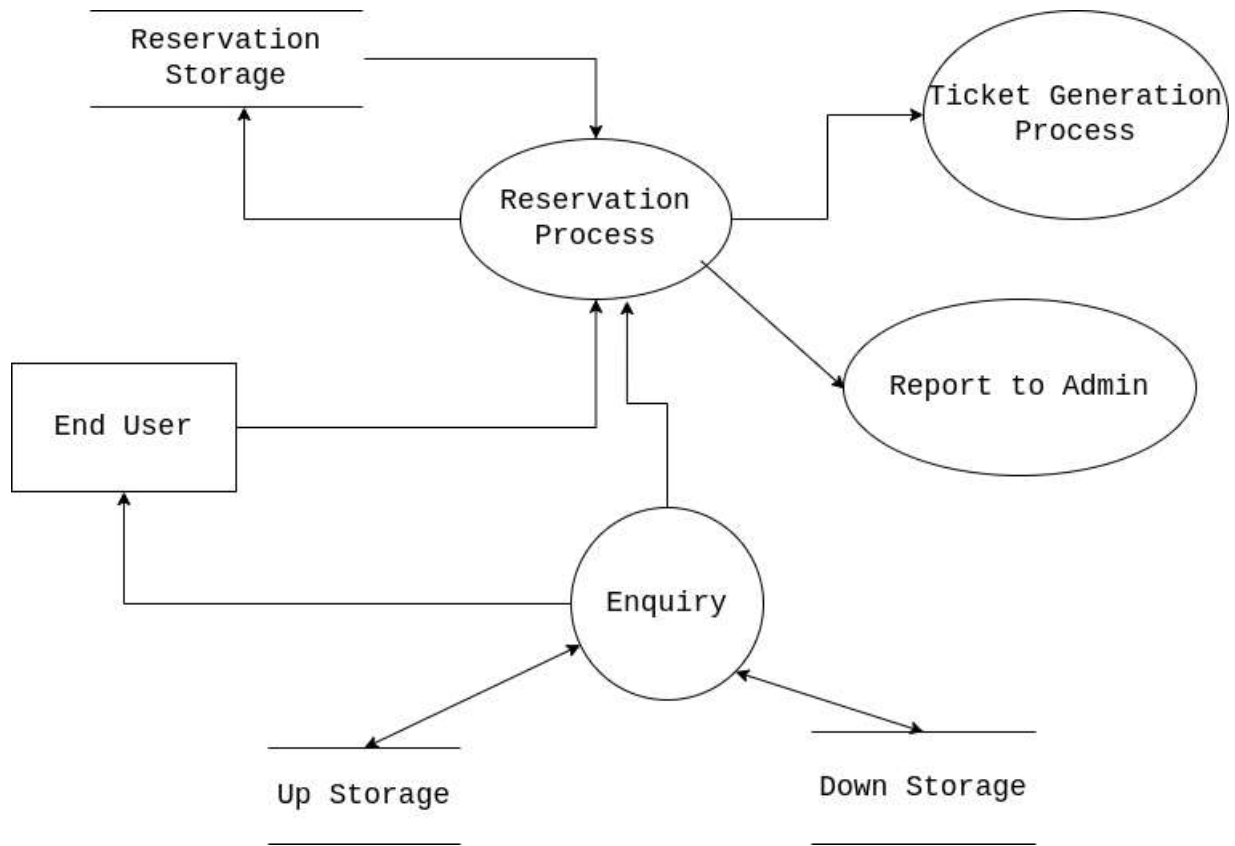 Reservation
Storage
Ticket Generation
Process
Reservation
Process
Report to Admin
End User
Enquiry
Up Storage
Down Storage